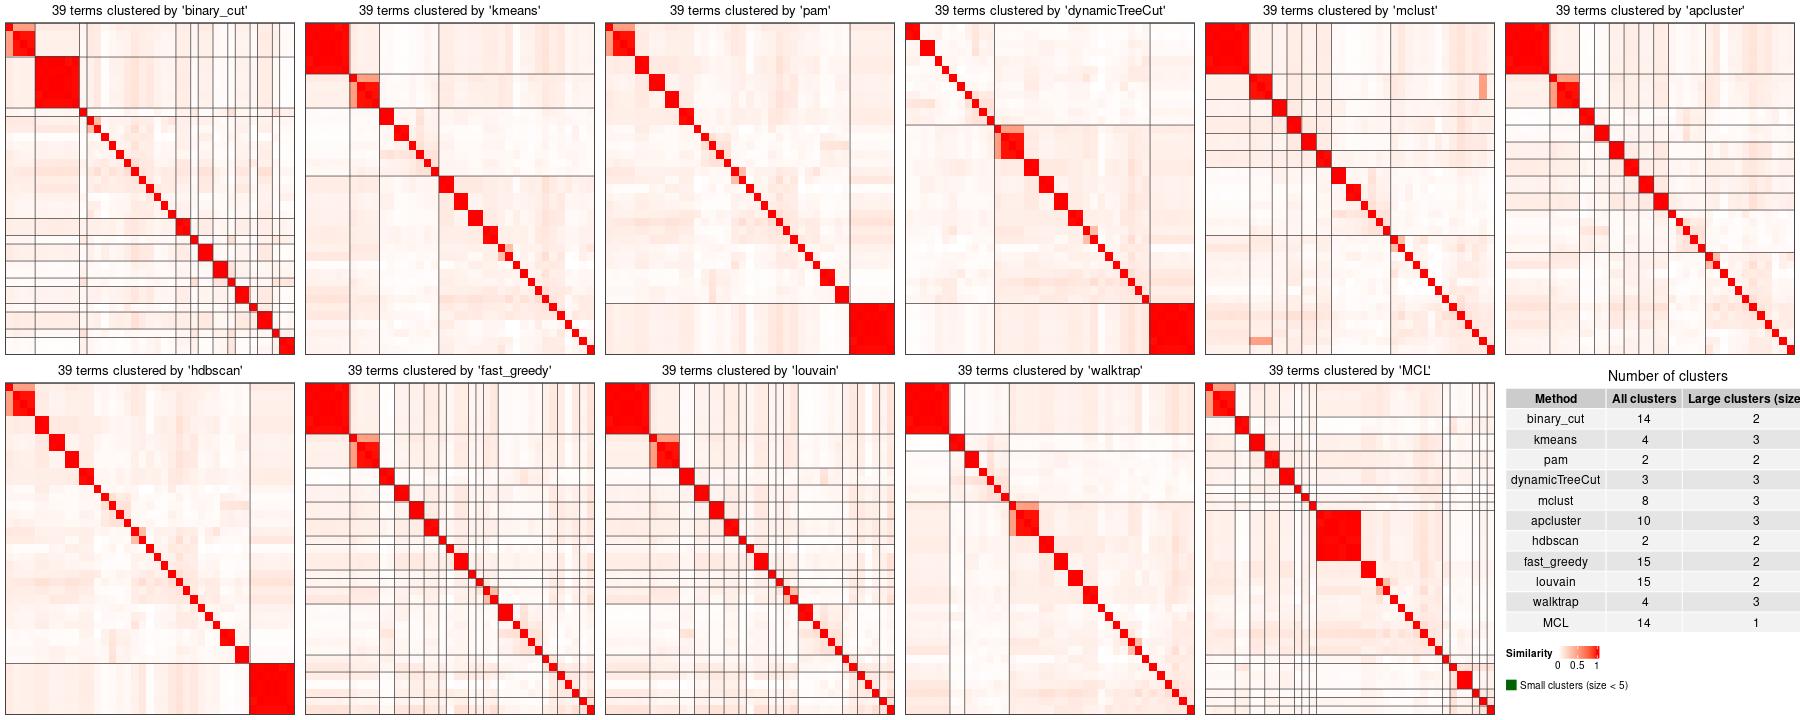 39 terms clustered by 'binary_cut'
39 terms clustered by 'kmeans'
39 terms clustered by 'pam'
39 terms clustered by 'dynamicTreeCut'
39 terms clustered by 'mclust'
39 terms clustered by 'apcluster'
39 terms clustered by 'hdbscan'
39 terms clustered by 'fast_greedy'
39 terms clustered by 'louvain'
39 terms clustered by 'walktrap'
39 terms clustered by 'MCL'
Number of clusters
Method All clusters Large clusters (size
binary_cut 14 2
kmeans 4 3
pam 2 2
dynamicTreeCut 3 3
mclust 8 3
apcluster 10 3
hdbscan 2 2
fast_greedy 15 2
louvain 15 2
walktrap 4 3
MCL 14 1
Similarity
0 0.5 1
Small clusters (size < 5)